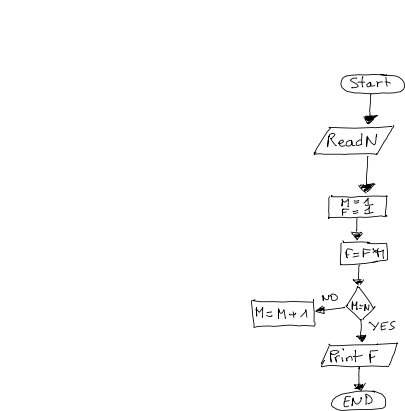 Start
Read N
M = 1
F = 1
F=F*M
NO
M=N
M = M + 1
YES
Print F
END